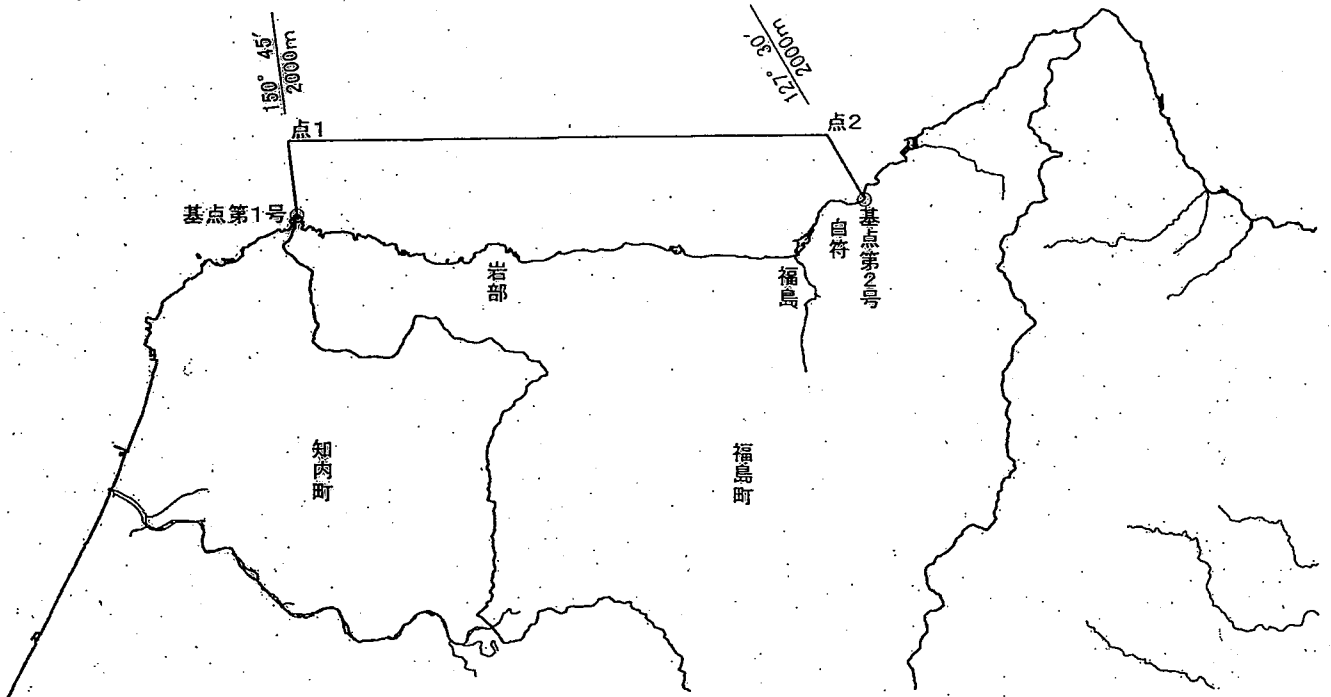 150° 45′
2000m
127° 30′
2000m
点1
点2
基点第1号
基点第2号
白符
福島
岩部
知内町
福島町